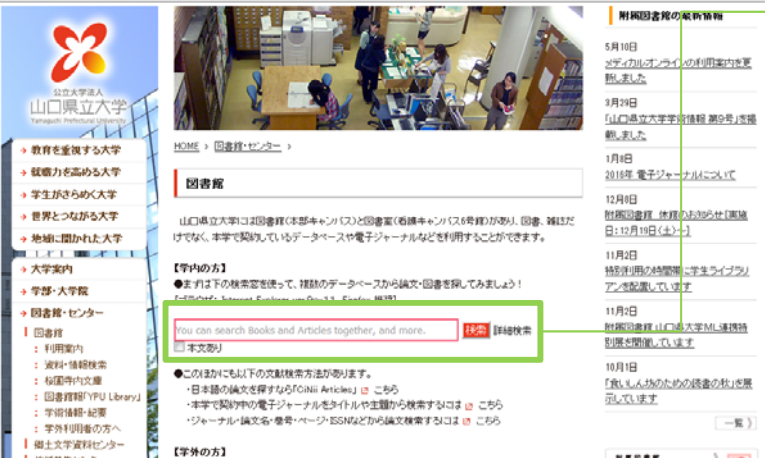 公立大学法人
山口県立大学
Yamaguchi Prefectural University
教育を重視する大学
就職力を高める大学
学生がきらめく大学
世界とつながる大学
地域に開かれた大学
大学案内
学部・大学院
図書館・センター
図書館
： 利用案内
： 資料・情報検索
： 桜圃寺内文庫
： 図書館報「YPU Library」
： 学術情報・紀要
： 学外利用者の方へ
郷土文学資料センター
HOME › 図書館・センター ›
図書館
山口県立大学には図書館(本部キャンパス)と図書室(看護キャンパス6号館)があり、図書、雑誌だ
けでなく、本学で契約しているデータベースや電子ジャーナルなどを利用することができます。
【学内の方】
●まずは下の検索窓を使って、複数のデータベースから論文・図書を探してみましょう！
You can search Books and Articles together, and more.
検索 詳細検索
本文あり
●このほかにも以下の文献検索方法があります。
・日本語の論文を探すなら「CiNii Articles」 こちら
・本学で契約中の電子ジャーナルをタイトルや主題から検索するには こちら
・ジャーナル・論文名・巻号・ページ・ISSNなどから論文検索するには こちら
【学外の方】
附属図書館の最新情報
5月10日
メディカルオンラインの利用案内を更
新しました
3月29日
「山口県立大学学術情報 第9号」を掲
載しました
1月8日
2016年 電子ジャーナルについて
12月8日
附属図書館 休館のお知らせ[実施
日：12月19日(土)～]
11月2日
特別利用の時間帯に学生ライブラリ
アンを配置しています
11月2日
附属図書館 山口県大学ML連携特
別展を開催しています
10月1日
「食いしん坊のための読書の秋」を展
示しています
一覧 》